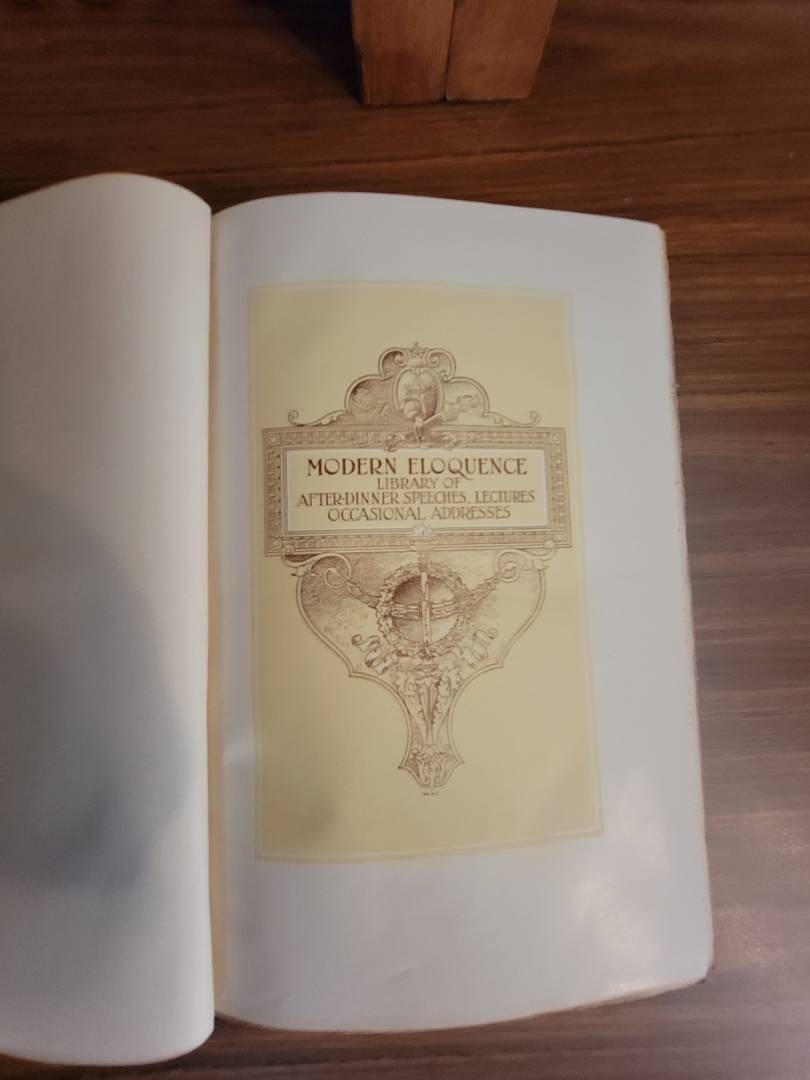 MODERN ELOQUENCE
LIBRARY OF
AFTER-DINNER SPEECHES, LECTURES
OCCASIONAL ADDRESSES